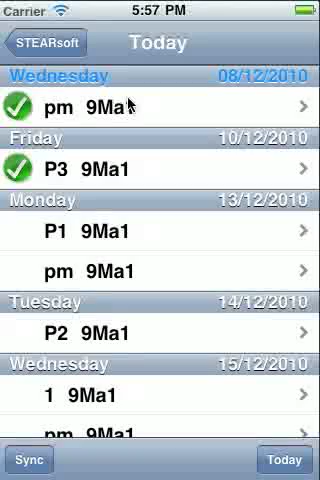 Carrier 5:57 PM
STEARsoft Today
Wednesday 08/12/2010
pm 9Ma1
Friday 10/12/2010
P3 9Ma1
Monday 13/12/2010
P1 9Ma1
pm 9Ma1
Tuesday 14/12/2010
P2 9Ma1
Wednesday 15/12/2010
1 9Ma1
pm 9Ma1
Sync Today